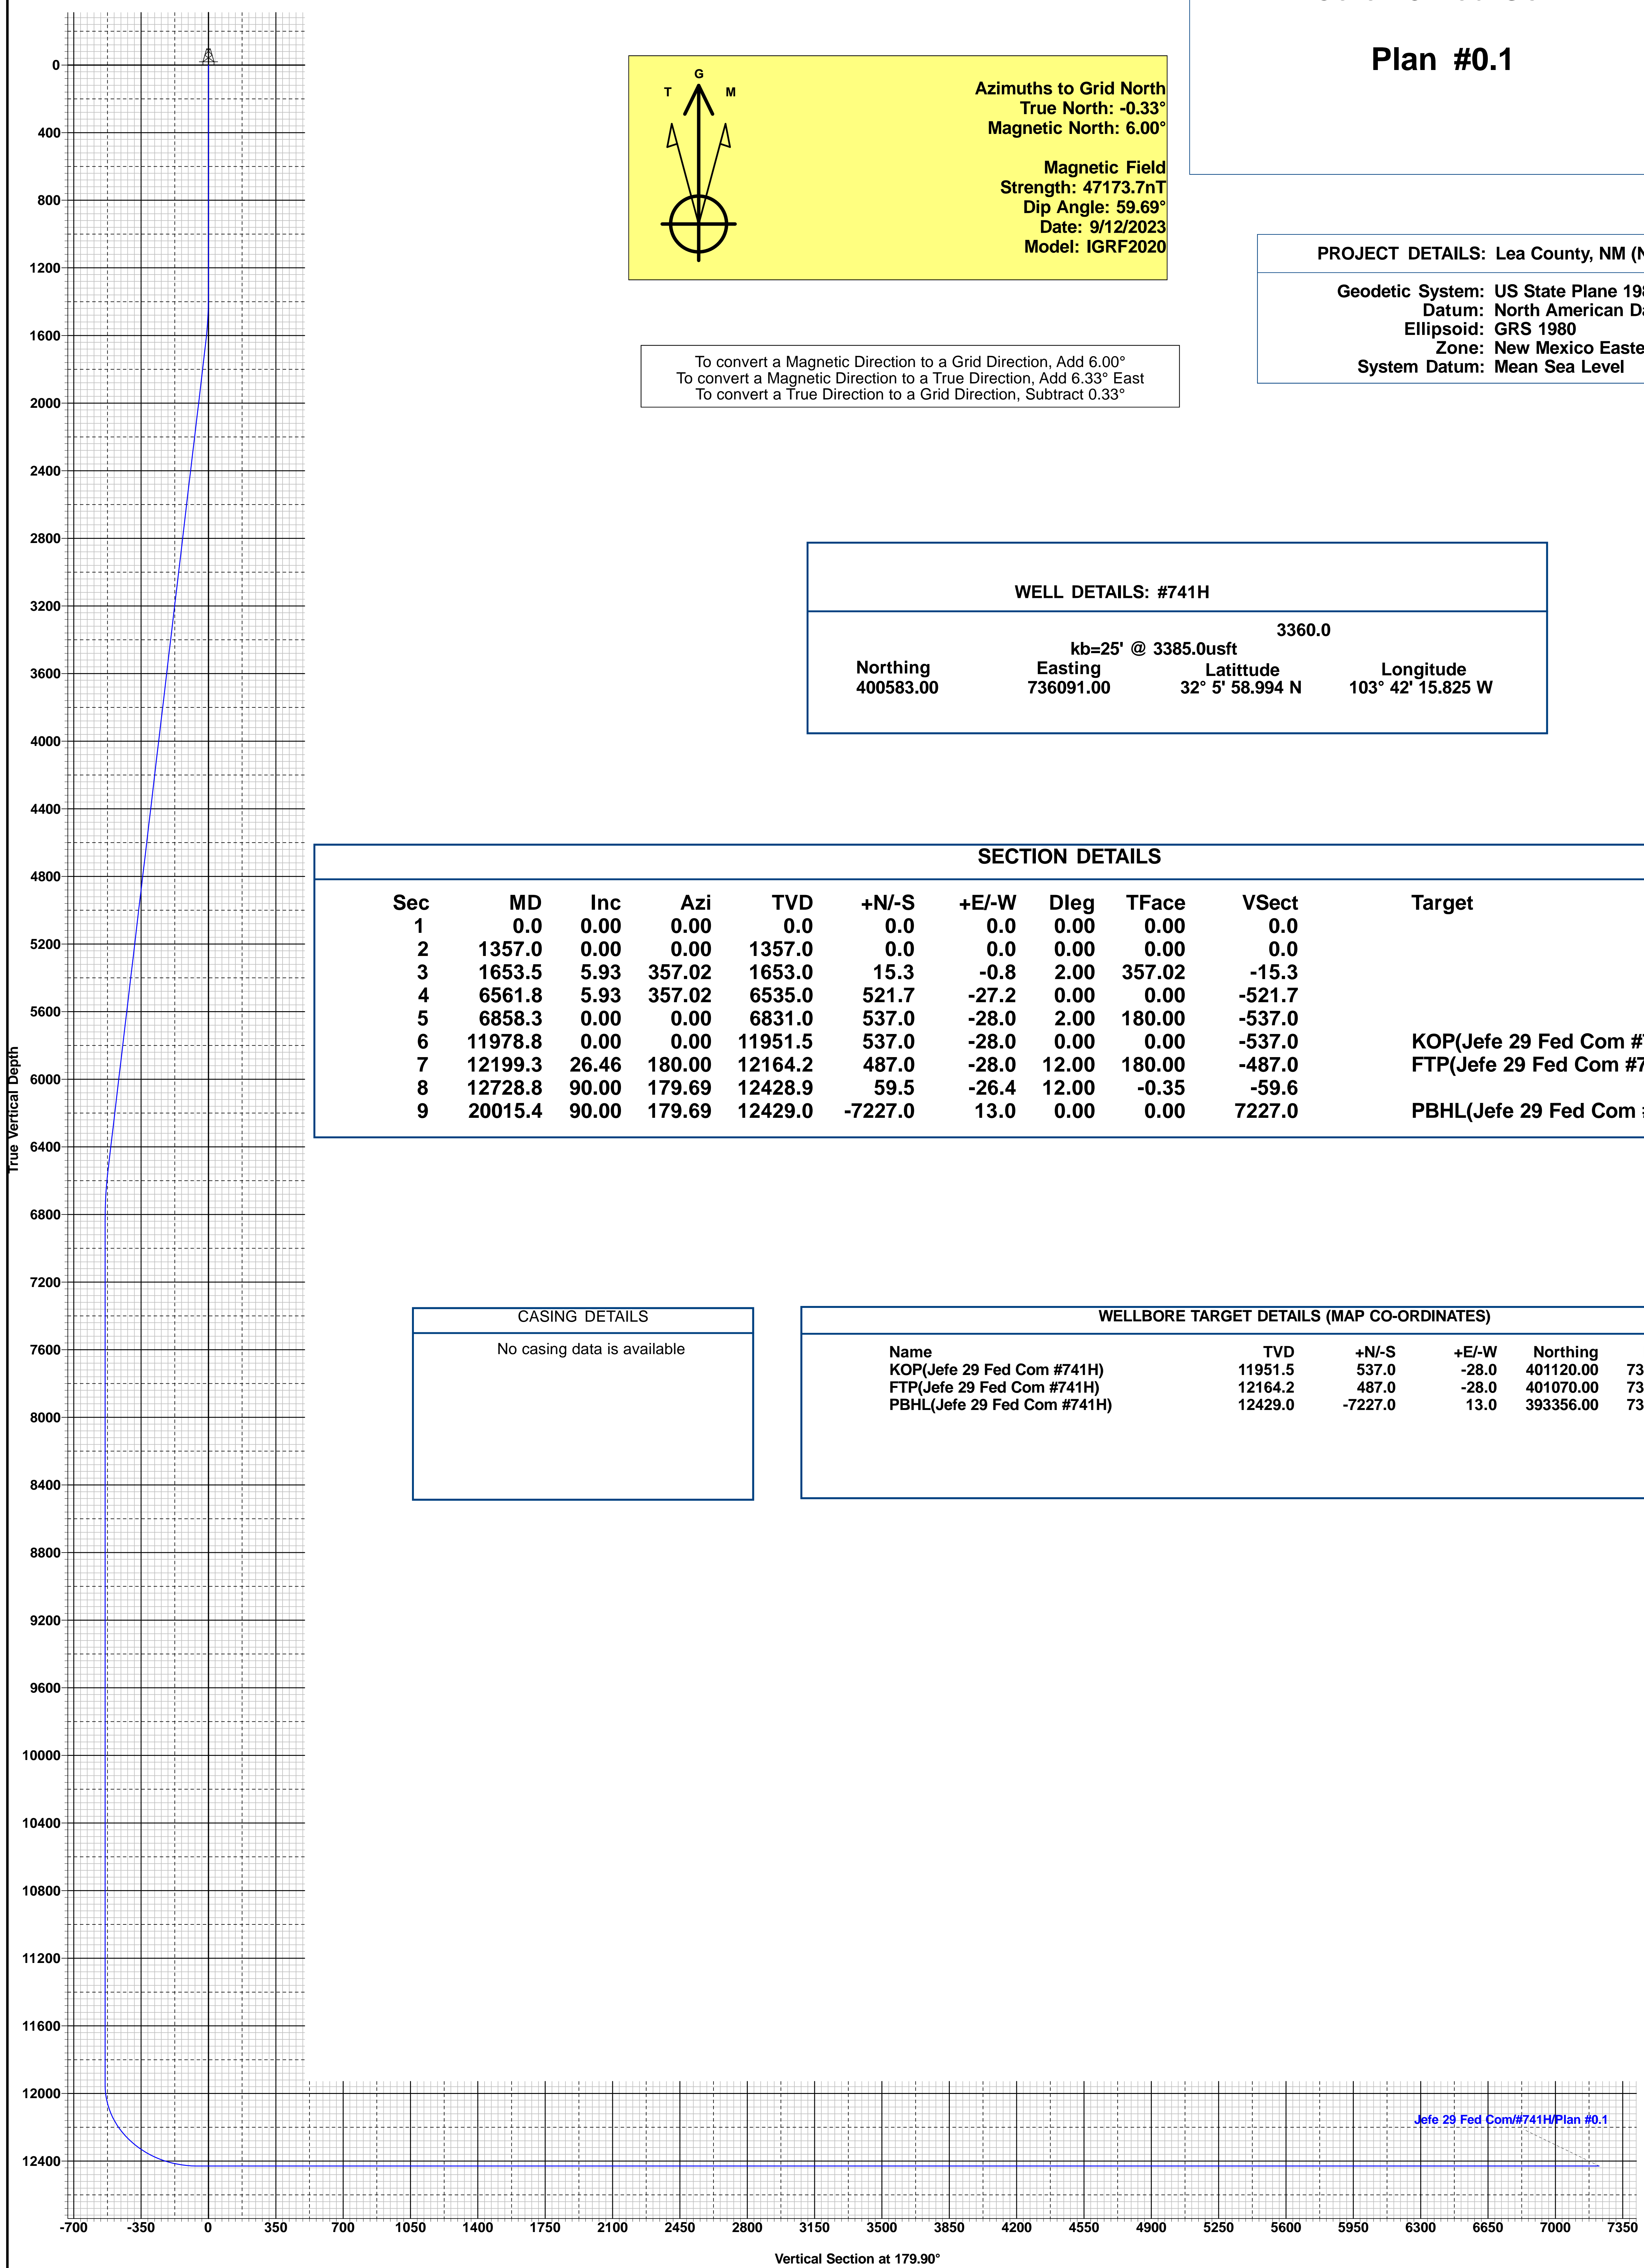 Plan #0.1
G
T M
Azimuths to Grid North
True North: -0.33°
Magnetic North: 6.00°
Magnetic Field
Strength: 47173.7nT
Dip Angle: 59.69°
Date: 9/12/2023
Model: IGRF2020
PROJECT DETAILS: Lea County, NM
Geodetic System: US State Plane
Datum: North American
Ellipsoid: GRS 1980
Zone: New Mexico
System Datum: Mean Sea Level
To convert a Magnetic Direction to a Grid Direction, Add 6.00°
To convert a Magnetic Direction to a True Direction, Add 6.33° East
To convert a True Direction to a Grid Direction, Subtract 0.33°
WELL DETAILS: #741H
3360.0
kb=25' @ 3385.0usft
Northing Easting Latittude Longitude
400583.00 736091.00 32° 5' 58.994 N 103° 42' 15.825 W
SECTION DETAILS
Sec MD Inc Azi TVD +N/-S +E/-W Dleg TFace VSect Target
1 0.0 0.00 0.00 0.0 0.0 0.0 0.00 0.00 0.0
2 1357.0 0.00 0.00 1357.0 0.0 0.0 0.00 0.00 0.0
3 1653.5 5.93 357.02 1653.0 15.3 -0.8 2.00 357.02 -15.3
4 6561.8 5.93 357.02 6535.0 521.7 -27.2 0.00 0.00 -521.7
5 6858.3 0.00 0.00 6831.0 537.0 -28.0 2.00 180.00 -537.0
6 11978.8 0.00 0.00 11951.5 537.0 -28.0 0.00 0.00 -537.0 KOP(Jefe 29 Fed Com
7 12199.3 26.46 180.00 12164.2 487.0 -28.0 12.00 180.00 -487.0 FTP(Jefe 29 Fed Com
8 12728.8 90.00 179.69 12428.9 59.5 -26.4 12.00 -0.35 -59.6
9 20015.4 90.00 179.69 12429.0 -7227.0 13.0 0.00 0.00 7227.0 PBHL(Jefe 29 Fed Com
CASING DETAILS
No casing data is available
WELLBORE TARGET DETAILS (MAP CO-ORDINATES)
Name TVD +N/-S +E/-W Northing
KOP(Jefe 29 Fed Com #741H) 11951.5 537.0 -28.0 401120.00
FTP(Jefe 29 Fed Com #741H) 12164.2 487.0 -28.0 401070.00
PBHL(Jefe 29 Fed Com #741H) 12429.0 -7227.0 13.0 393356.00
True Vertical Depth
0
400
800
1200
1600
2000
2400
2800
3200
3600
4000
4400
4800
5200
5600
6000
6400
6800
7200
7600
8000
8400
8800
9200
9600
10000
10400
10800
11200
11600
12000
12400
Jefe 29 Fed Com/#741H/Plan #0.1
-700 -350 0 350 700 1050 1400 1750 2100 2450 2800 3150 3500 3850 4200 4550 4900 5250 5600 5950 6300 6650 7000 7350
Vertical Section at 179.90°